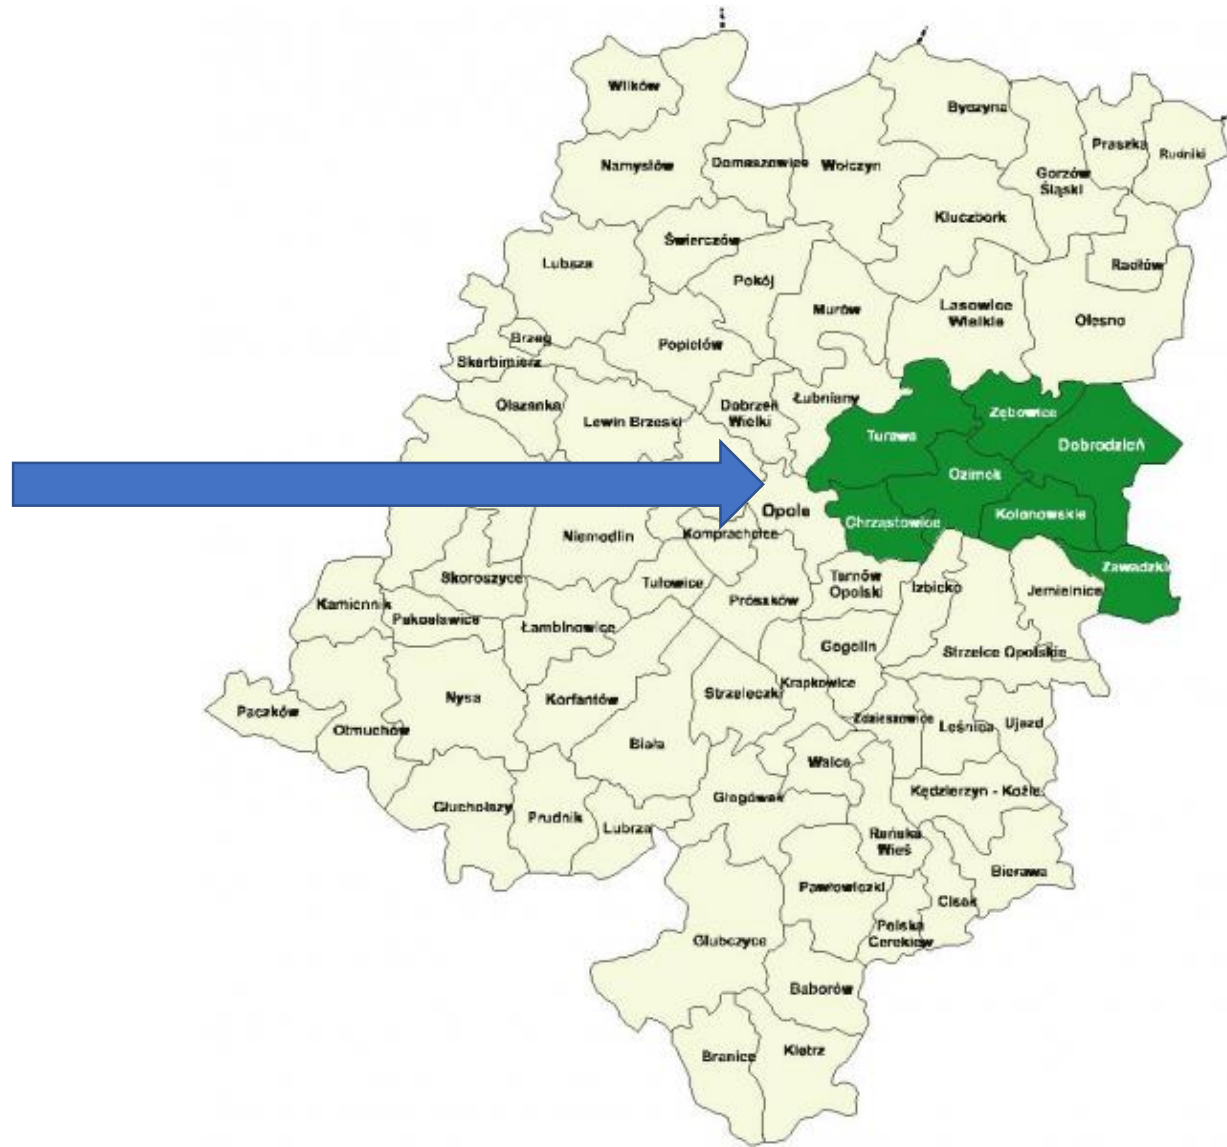 Wilków
Byczyna
Praszka
Rudniki
Namysłów
Domaszowice
Wołczyn
Gorzów
Śląski
Kluczbork
Świerczów
Lubsza
Radłów
Pokój
Murów
Lasowice
Wielkie
Olesno
Brzeg
Skarbimierz
Popielów
Olszanka
Lewin Brzeski
Dobrzeń
Wielki
Łubniany
Zębowice
Turawa
Dobrodzień
Ozimek
Opole
Chrząstowice
Kolonowskie
Niemodlin
Komprachcice
Zawadzki
Skoroszyce
Tułowice
Tarnów
Opolski
Izbicko
Jemielnica
Kamiennik
Pakosławice
Łambinowice
Prószków
Gogolin
Strzelce Opolskie
Paczków
Otmuchów
Nysa
Korfantów
Strzeleczki
Krapkowice
Zdzieszowice
Leśnica
Ujazd
Biała
Walce
Głuchołazy
Prudnik
Lubrza
Głogówek
Kędzierzyn - Koźle
Reńska
Wieś
Bierawa
Pawłowiczki
Cisek
Polska
Cerekiew
Głubczyce
Baborów
Branice
Kietrz